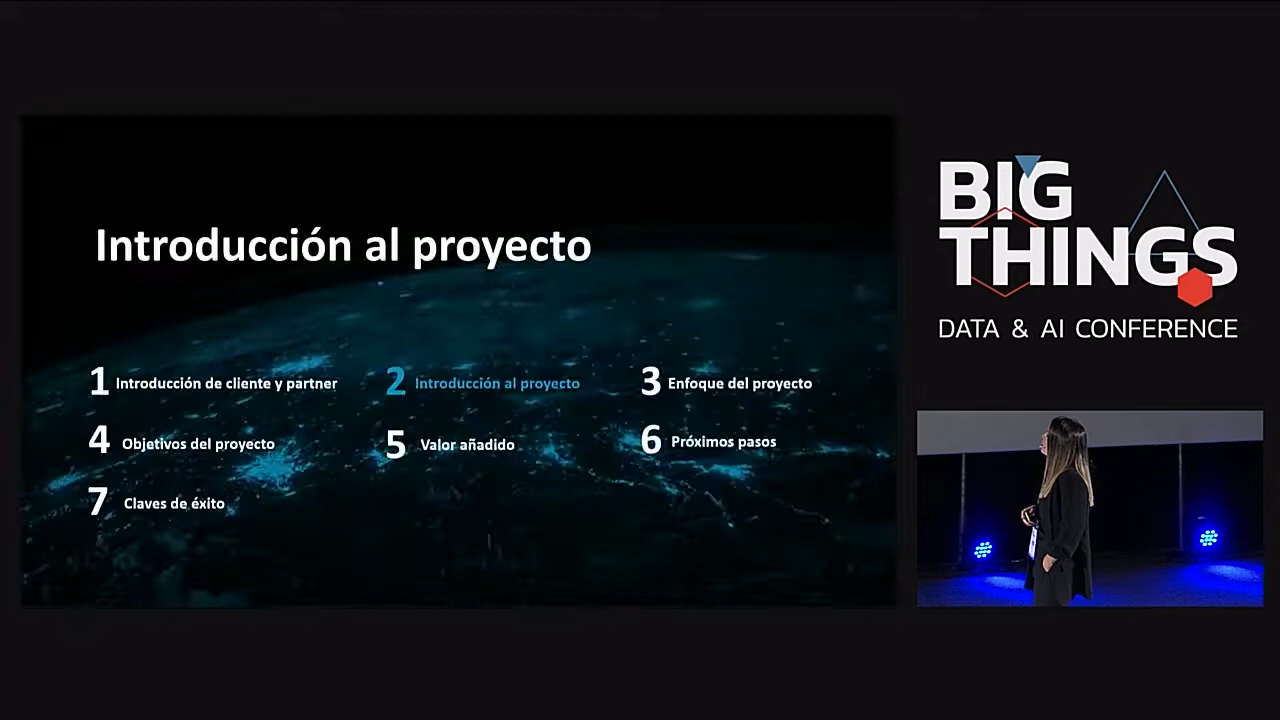 Introducción al proyecto
1 Introducción de cliente y partner
2 Introducción al proyecto
3 Enfoque del proyecto
4 Objetivos del proyecto
5 Valor añadido
6 Próximos pasos
7 Claves de éxito
BIG
THINGS
DATA & AI CONFERENCE